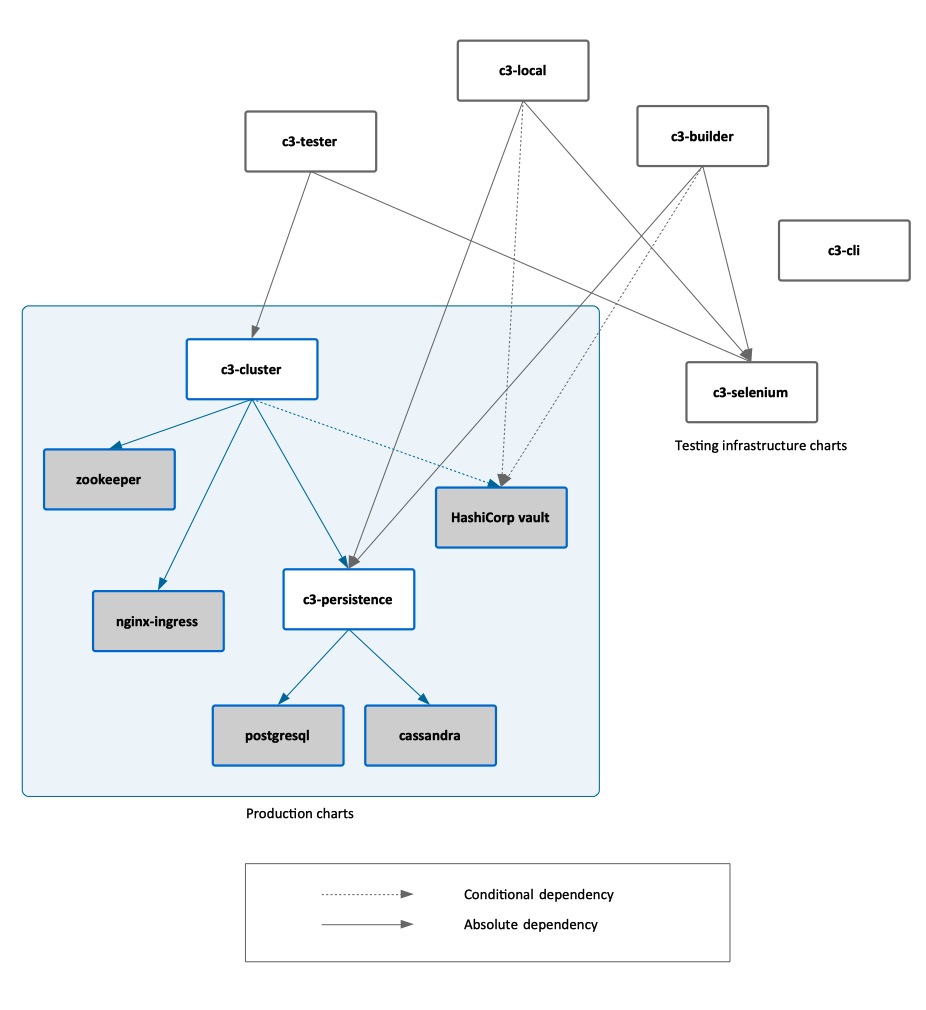 c3-local
c3-builder
c3-tester
c3-cli
c3-cluster
c3-selenium
Testing infrastructure charts
zookeeper
HashiCorp vault
c3-persistence
nginx-ingress
postgresql
cassandra
Production charts
Conditional dependency
Absolute dependency